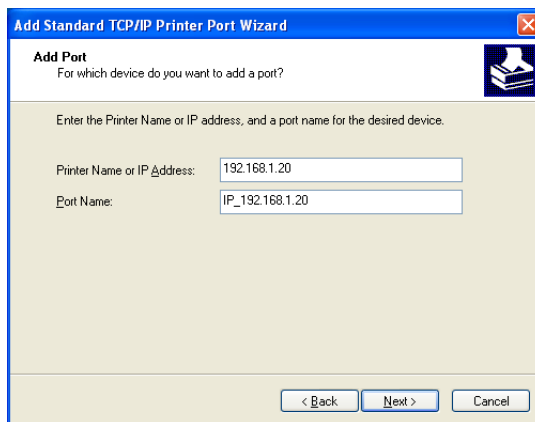 Add Standard TCP/IP Printer Port Wizard
Add Port
For which device do you want to add a port?
Enter the Printer Name or IP address, and a port name for the desired device.
Printer Name or IP Address: 192.168.1.20
Port Name: IP_192.168.1.20
< Back Next > Cancel